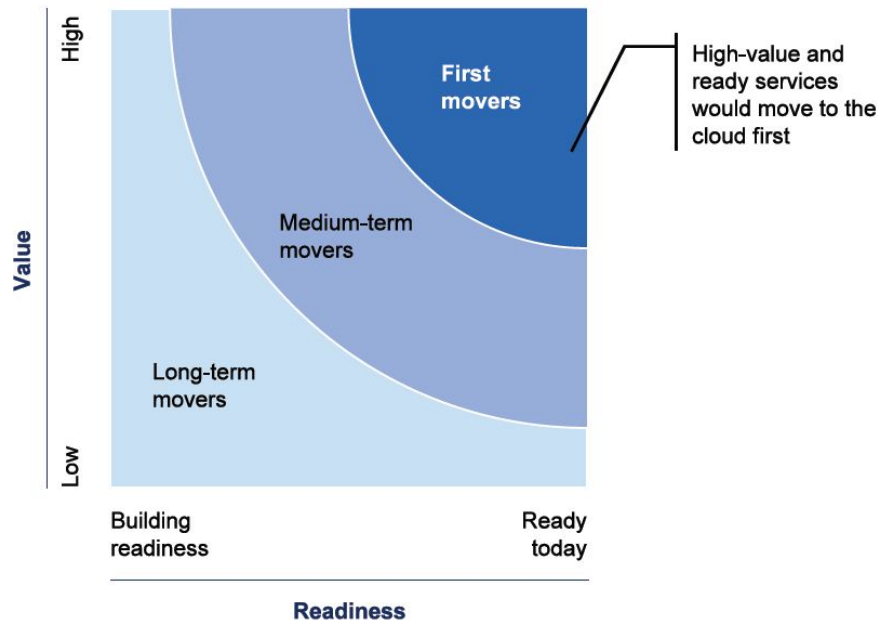 High
First
movers
High-value and
ready services
would move to the
cloud first
Medium-term
movers
Value
Long-term
movers
Low
Building
readiness
Ready
today
Readiness